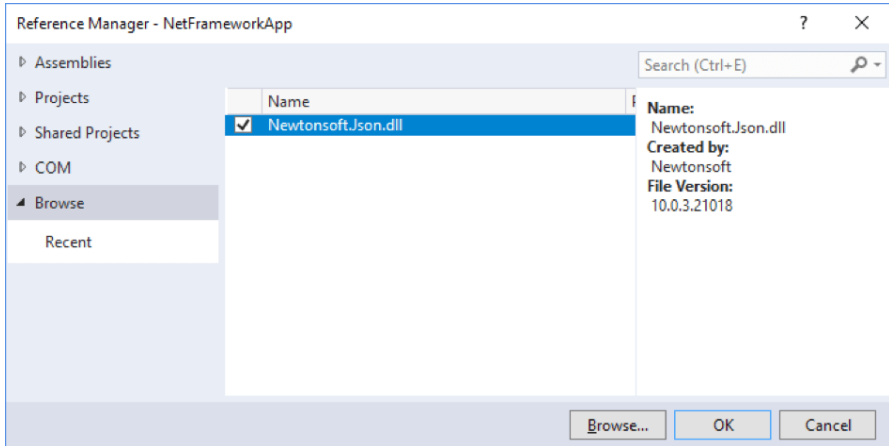 Reference Manager - NetFrameworkApp
?
Assemblies
Search (Ctrl+E)
Projects
Name
Shared Projects
Newtonsoft.Json.dll
COM
Browse
Recent
Name:
Newtonsoft.Json.dll
Created by:
Newtonsoft
File Version:
10.0.3.21018
Browse...
OK
Cancel